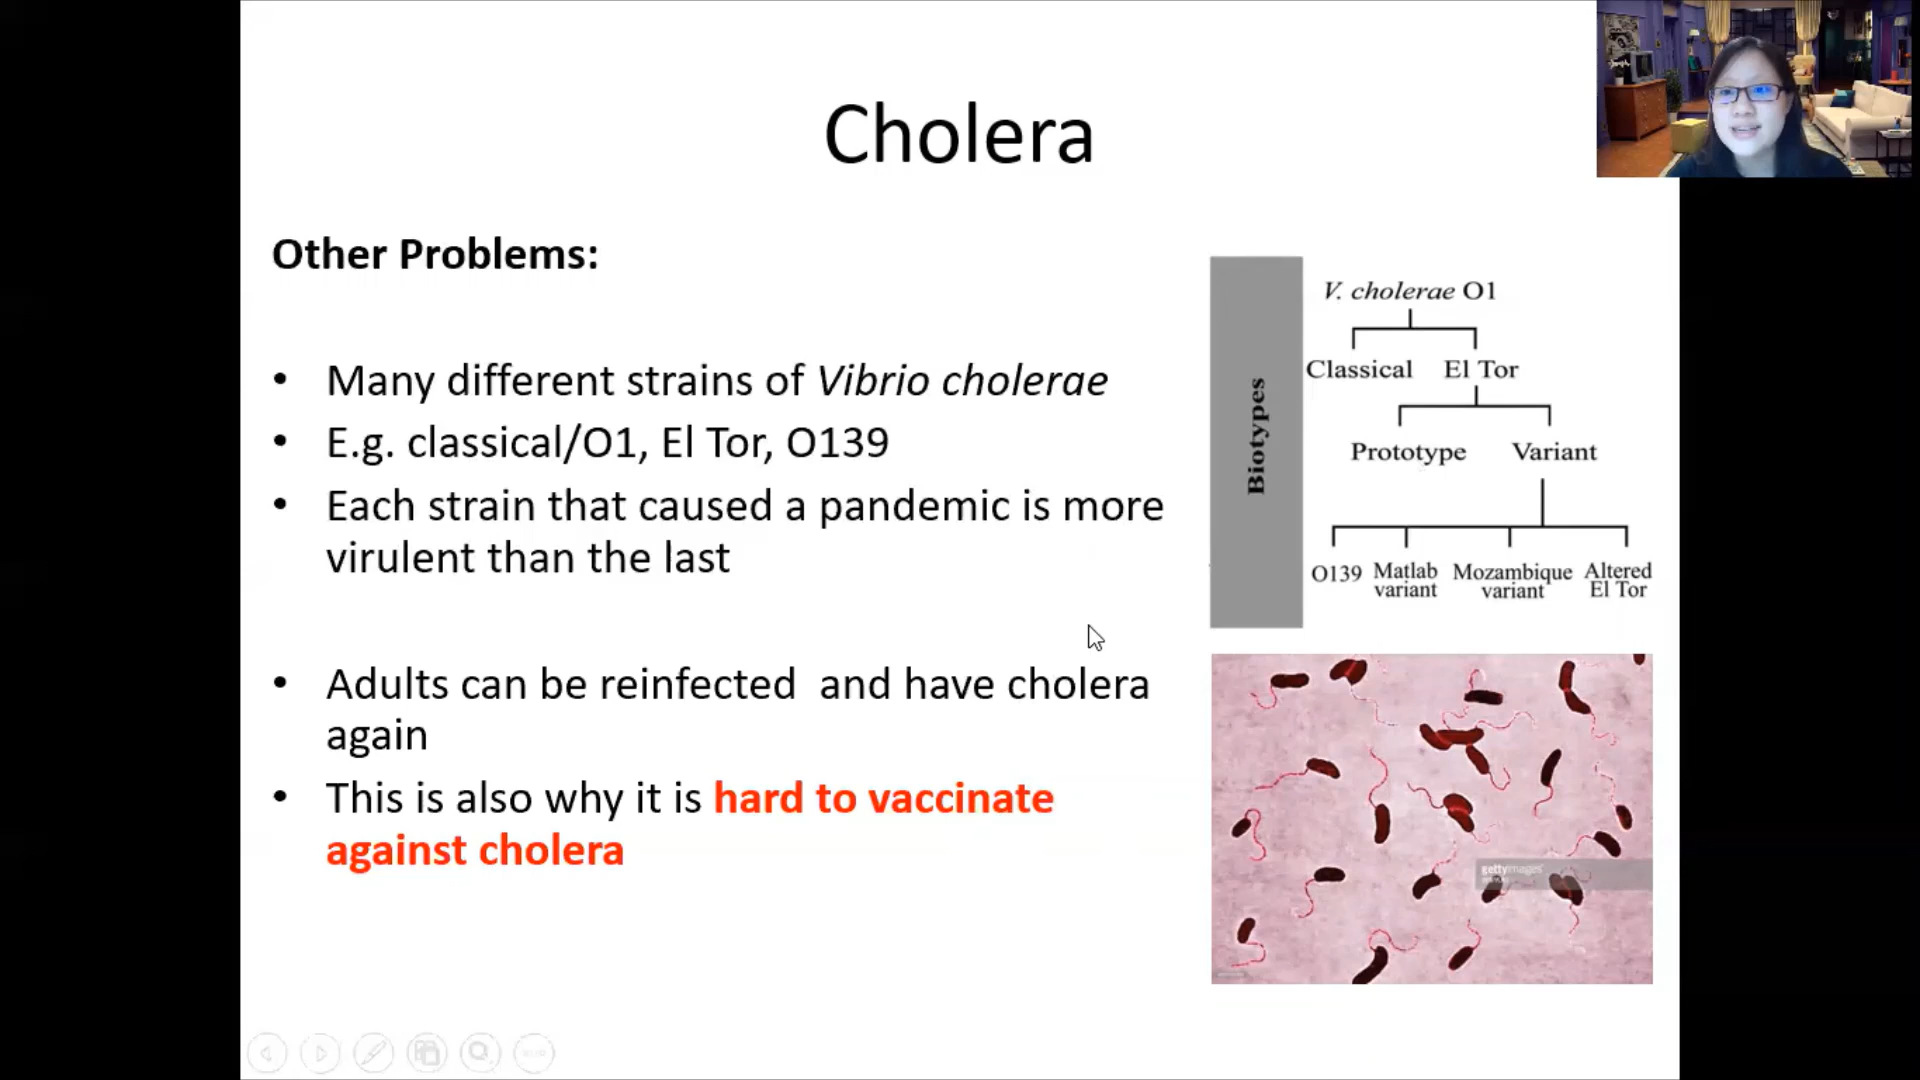 Cholera
Other Problems:
• Many different strains of Vibrio cholerae
• E.g. classical/O1, El Tor, O139
• Each strain that caused a pandemic is more
virulent than the last
• Adults can be reinfected  and have cholera
again
• This is also why it is hard to vaccinate
against cholera
Biotypes
V. cholerae O1
Classical El Tor
Prototype Variant
O139 Matlab variant Mozambique variant Altered El Tor
gettyimages